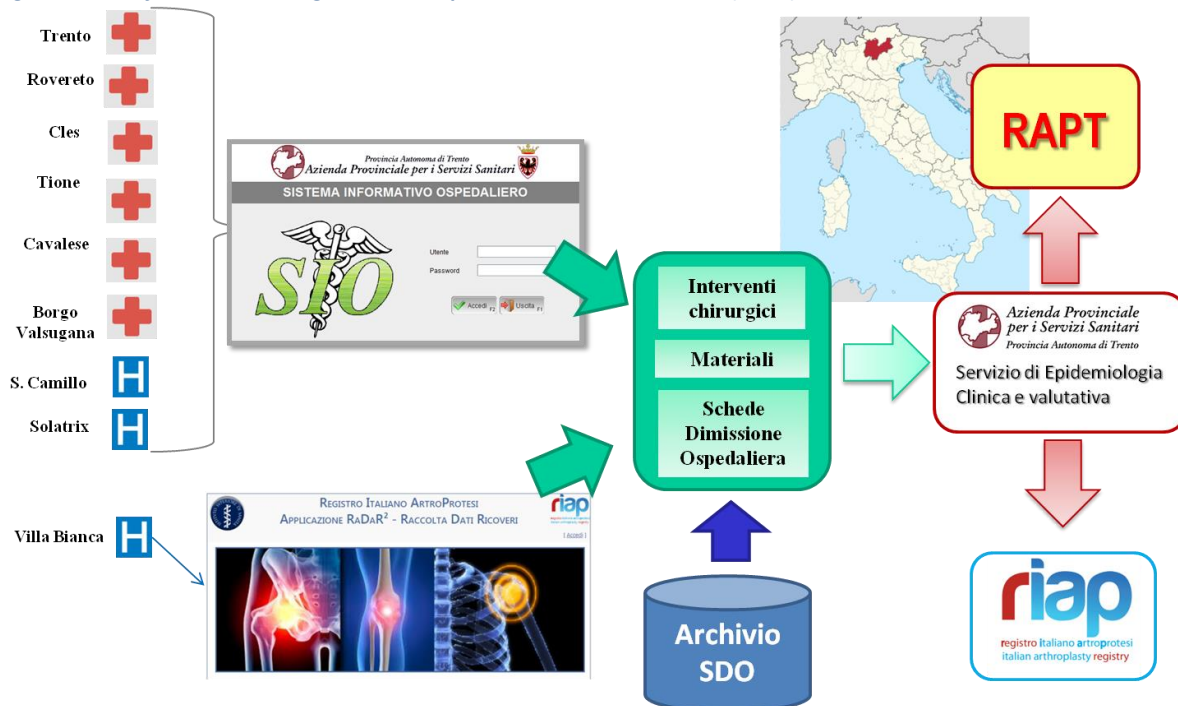 Trento
Rovereto
Cles
Tione
Cavalese
Borgo
Valsugana
S. Camillo
H
Solatrix
H
Villa Bianca
H
Provincia Autonoma di Trento
Azienda Provinciale per i Servizi Sanitari
SISTEMA INFORMATIVO OSPEDALIERO
SIO
Utente
Password
Accedi F2
Uscita F1
REGISTRO ITALIANO ARTROPROTESI
APPLICAZIONE RADAR² - RACCOLTA DATI RICOVERI
riap
[ Accedi ]
Interventi
chirurgici
Materiali
Schede
Dimissione
Ospedaliera
Archivio
SDO
RAPT
Azienda Provinciale
per i Servizi Sanitari
Provincia Autonoma di Trento
Servizio di Epidemiologia
Clinica e valutativa
riap
registro italiano artroprotesi
italian arthroplasty registry